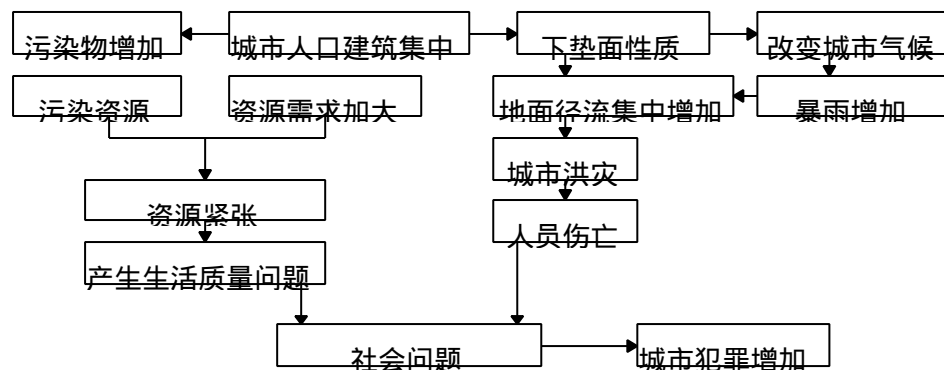 污染物增加
城市人口建筑集中
下垫面性质
改变城市气候
污染资源
资源需求加大
地面径流集中增加
暴雨增加
城市洪灾
资源紧张
人员伤亡
产生生活质量问题
社会问题
城市犯罪增加